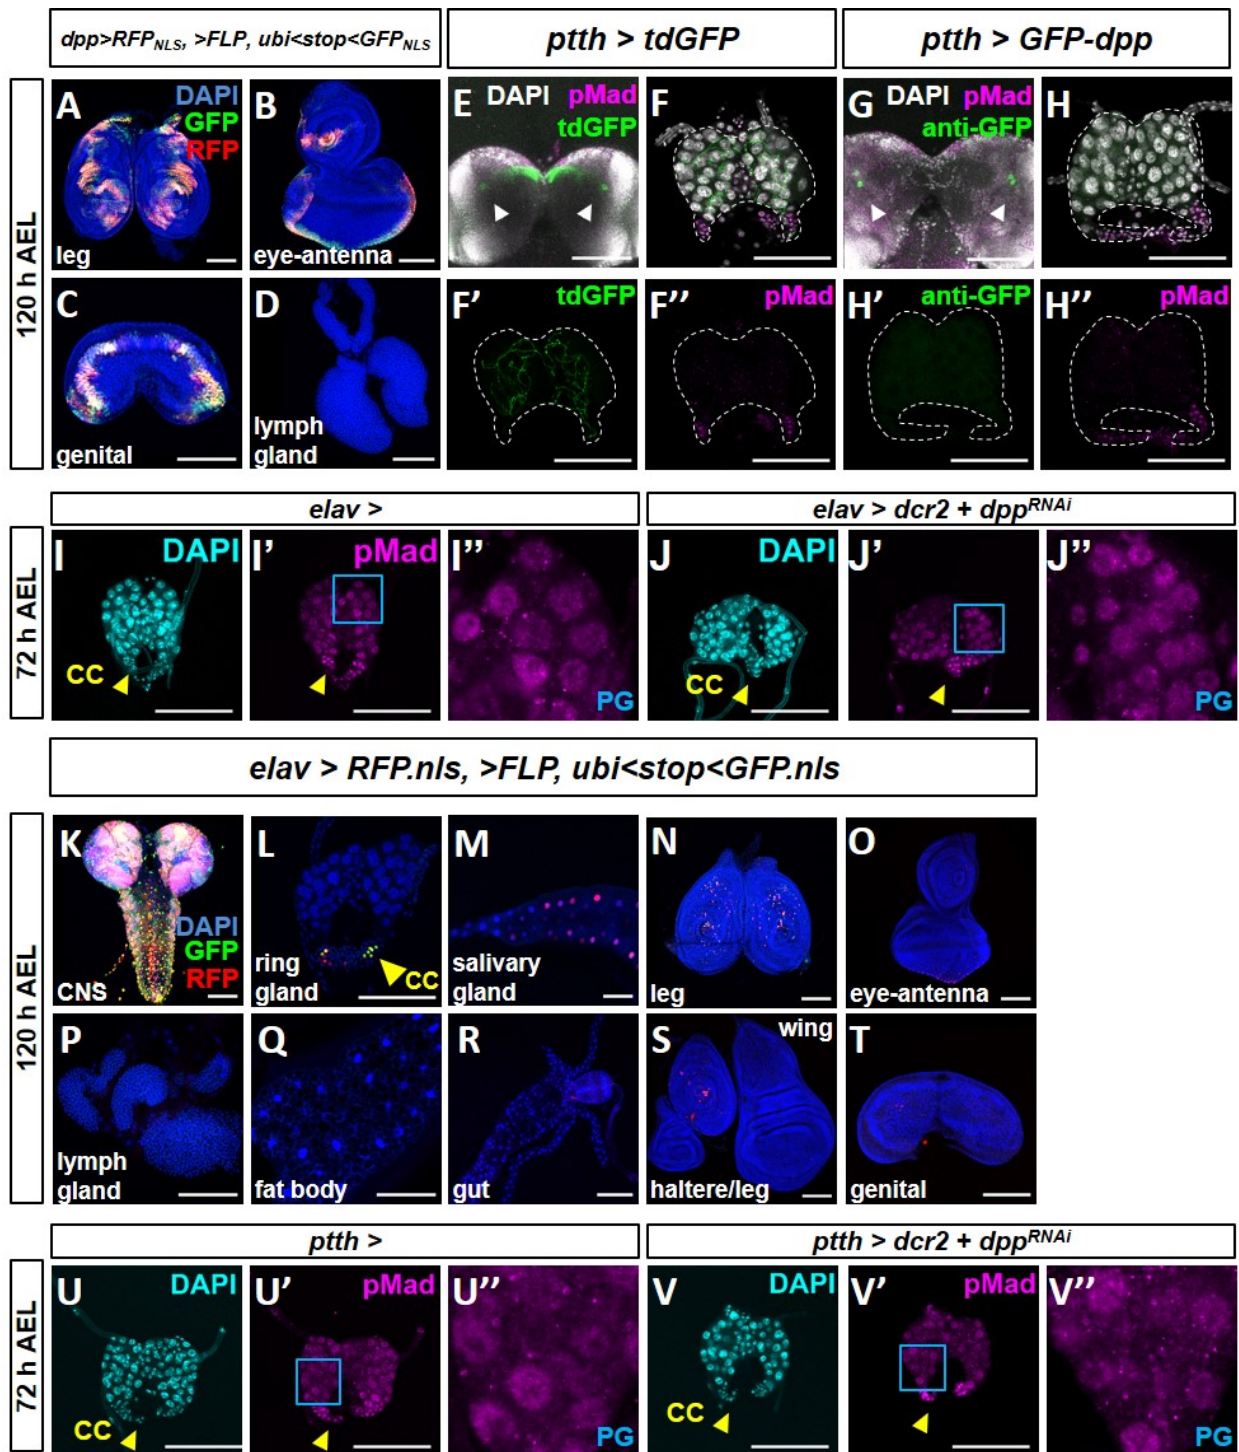 dpp>RFPNLS, >FLP, ubi<stop<GFPNLS
ptth > tdGFP
ptth > GFP-dpp
120 h AEL
A
DAPI
GFP
RFP
leg
B
eye-antenna
C
genital
D
lymph
gland
E
DAPI
pMad
tdGFP
F
G
DAPI
pMad
anti-GFP
H
F'
tdGFP
F''
pMad
H'
anti-GFP
H''
pMad
elav >
elav > dcr2 + dppRNAi
72 h AEL
I
DAPI
CC
I'
pMad
I''
PG
J
DAPI
CC
J'
J''
PG
elav > RFP.nls, >FLP, ubi<stop<GFP.nls
120 h AEL
K
DAPI
GFP
RFP
CNS
L
ring
gland
CC
M
salivary
gland
N
leg
O
eye-antenna
P
lymph
gland
Q
fat body
R
gut
S
wing
haltere/leg
T
genital
ptth >
ptth > dcr2 + dppRNAi
72 h AEL
U
DAPI
CC
U'
pMad
U''
PG
V
DAPI
CC
V'
pMad
V''
PG